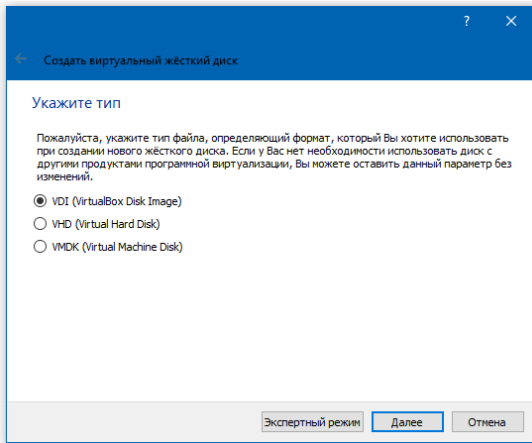 ?
Создать виртуальный жёсткий диск
Укажите тип
Пожалуйста, укажите тип файла, определяющий формат, который Вы хотите использовать
при создании нового жёсткого диска. Если у Вас нет необходимости использовать диск с
другими продуктами программной виртуализации, Вы можете оставить данный параметр без
изменений.
VDI (VirtualBox Disk Image)
VHD (Virtual Hard Disk)
VMDK (Virtual Machine Disk)
Экспертный режим Далее Отмена